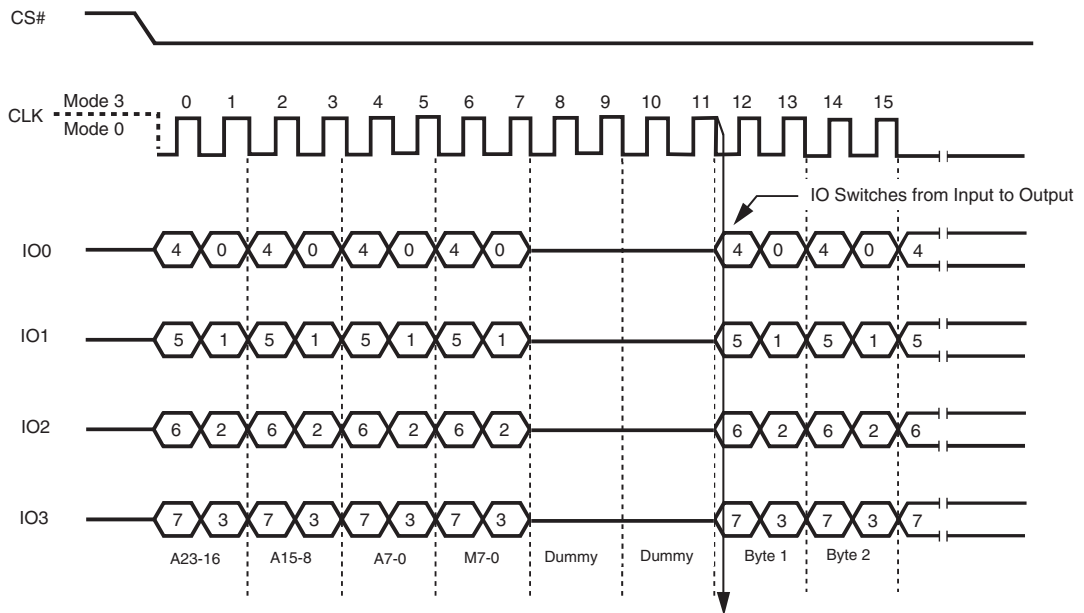 CS#
Mode 3
CLK
Mode 0
0 1 2 3 4 5 6 7 8 9 10 11 12 13 14 15
IO Switches from Input to Output
IO0 4 0 4 0 4 0 4 0 4 0 4 0 4
IO1 5 1 5 1 5 1 5 1 5 1 5 1 5
IO2 6 2 6 2 6 2 6 2 6 2 6 2 6
IO3 7 3 7 3 7 3 7 3 7 3 7 3 7
A23-16 A15-8 A7-0 M7-0 Dummy Dummy Byte 1 Byte 2